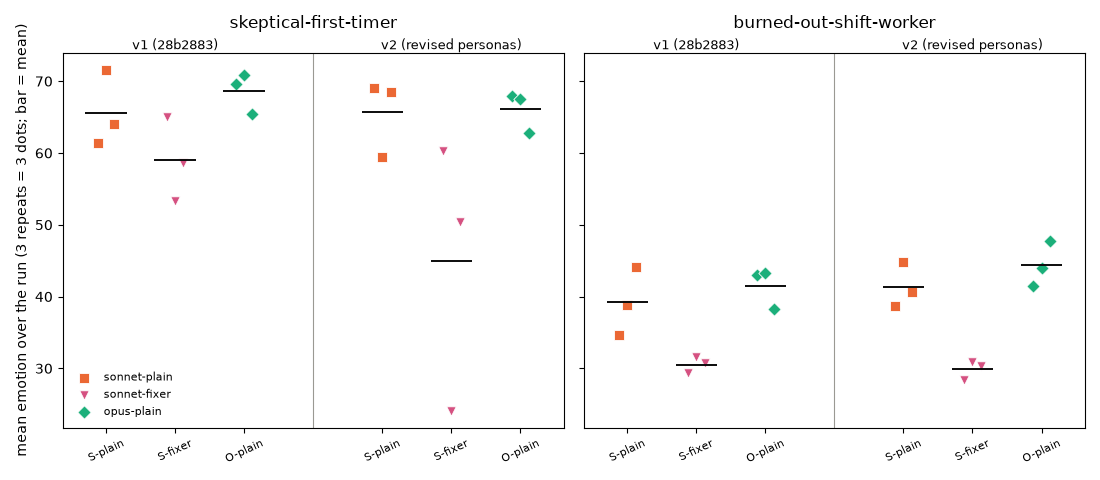 skeptical-first-timer
burned-out-shift-worker
v1 (28b2883)
v2 (revised personas)
v1 (28b2883)
v2 (revised personas)
mean emotion over the run (3 repeats = 3 dots; bar = mean)
70
60
50
40
30
sonnet-plain
sonnet-fixer
opus-plain
S-plain
S-fixer
O-plain
S-plain
S-fixer
O-plain
S-plain
S-fixer
O-plain
S-plain
S-fixer
O-plain